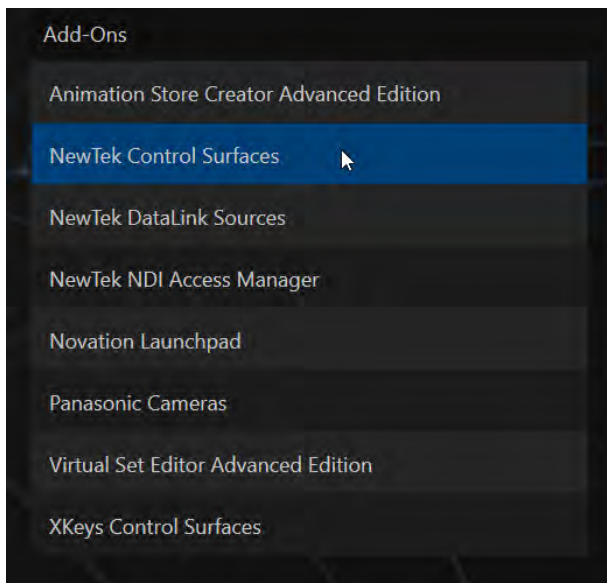 Add-Ons
Animation Store Creator Advanced Edition
NewTek Control Surfaces
NewTek DataLink Sources
NewTek NDI Access Manager
Novation Launchpad
Panasonic Cameras
Virtual Set Editor Advanced Edition
XKeys Control Surfaces